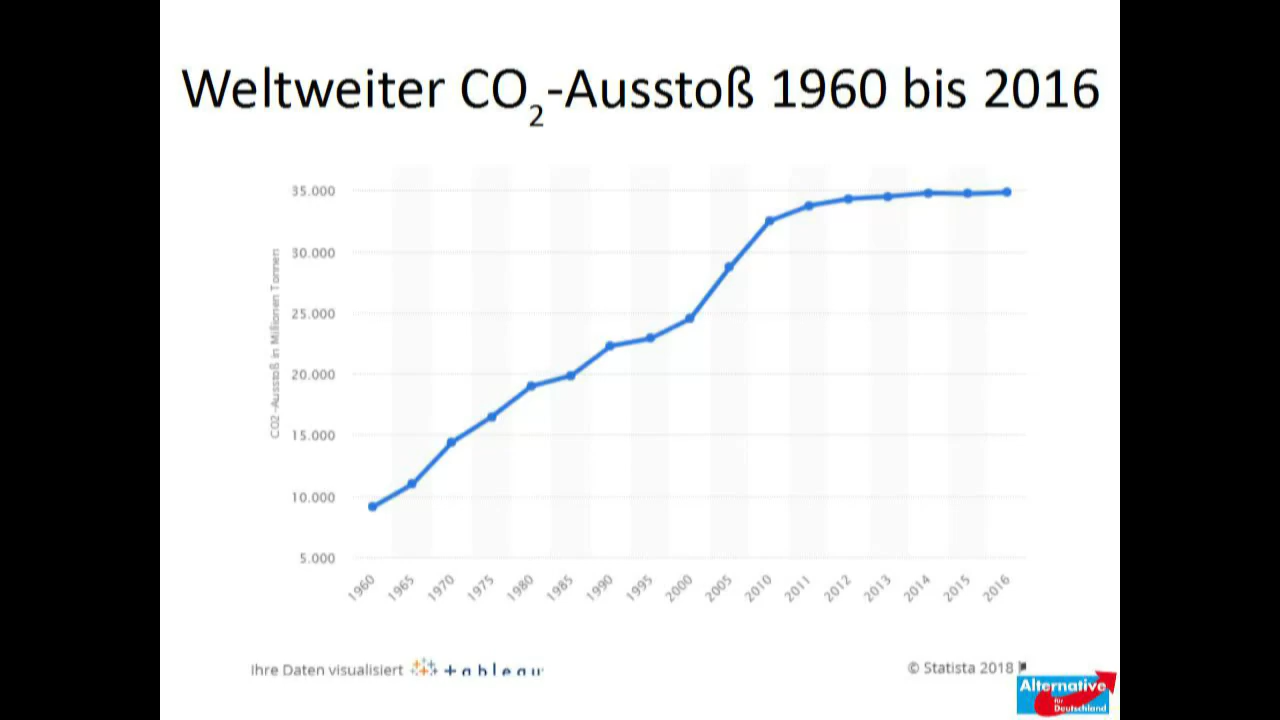 Weltweiter CO₂-Ausstoß 1960 bis 2016
35.000
30.000
25.000
20.000
15.000
10.000
5.000
CO2-Ausstoß in Millionen Tonnen
1960 1965 1970 1975 1980 1985 1990 1995 2000 2005 2010 2011 2012 2013 2014 2015 2016
Ihre Daten visualisiert +ableau
© Statista 2018
Alternative
für
Deutschland